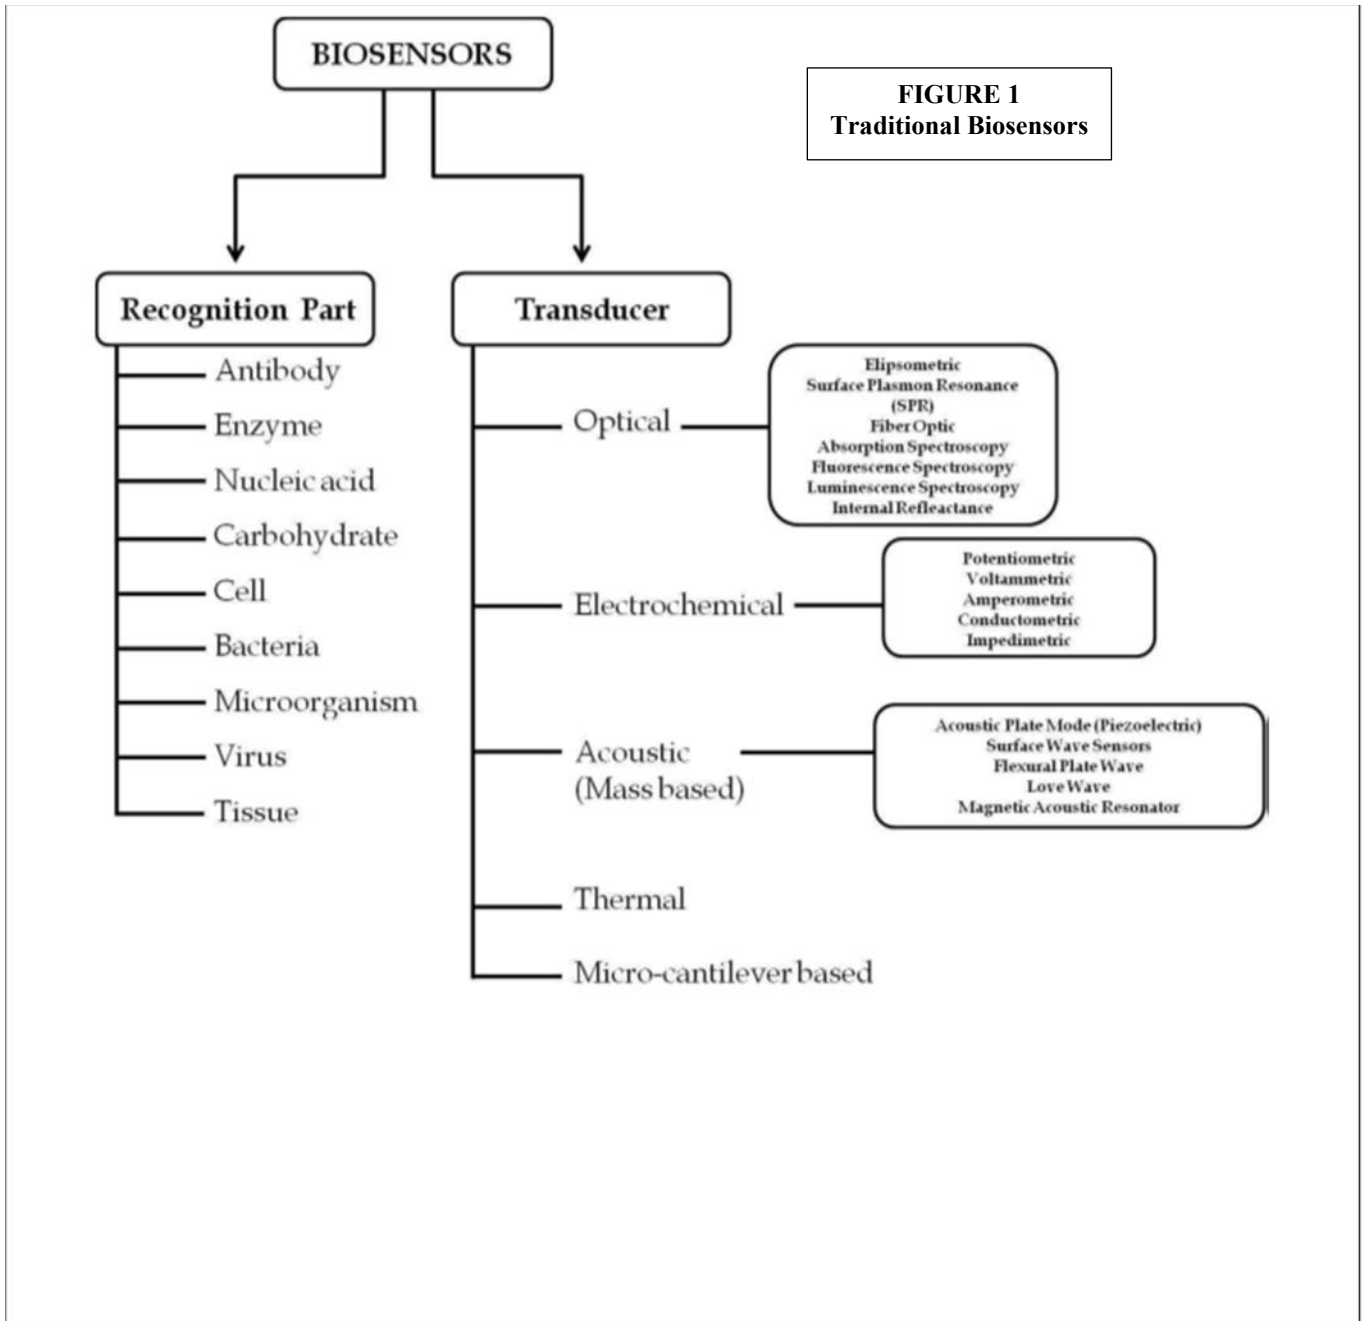 BIOSENSORS
FIGURE 1
Traditional Biosensors
Recognition Part
Antibody
Enzyme
Nucleic acid
Carbohydrate
Cell
Bacteria
Microorganism
Virus
Tissue
Transducer
Optical
Elipsometric
Surface Plasmon Resonance
(SPR)
Fiber Optic
Absorption Spectroscopy
Fluorescence Spectroscopy
Luminescence Spectroscopy
Internal Refleactance
Electrochemical
Potentiometric
Voltammetric
Amperometric
Conductometric
Impedimetric
Acoustic
(Mass based)
Acoustic Plate Mode (Piezoelectric)
Surface Wave Sensors
Flexural Plate Wave
Love Wave
Magnetic Acoustic Resonator
Thermal
Micro-cantilever based